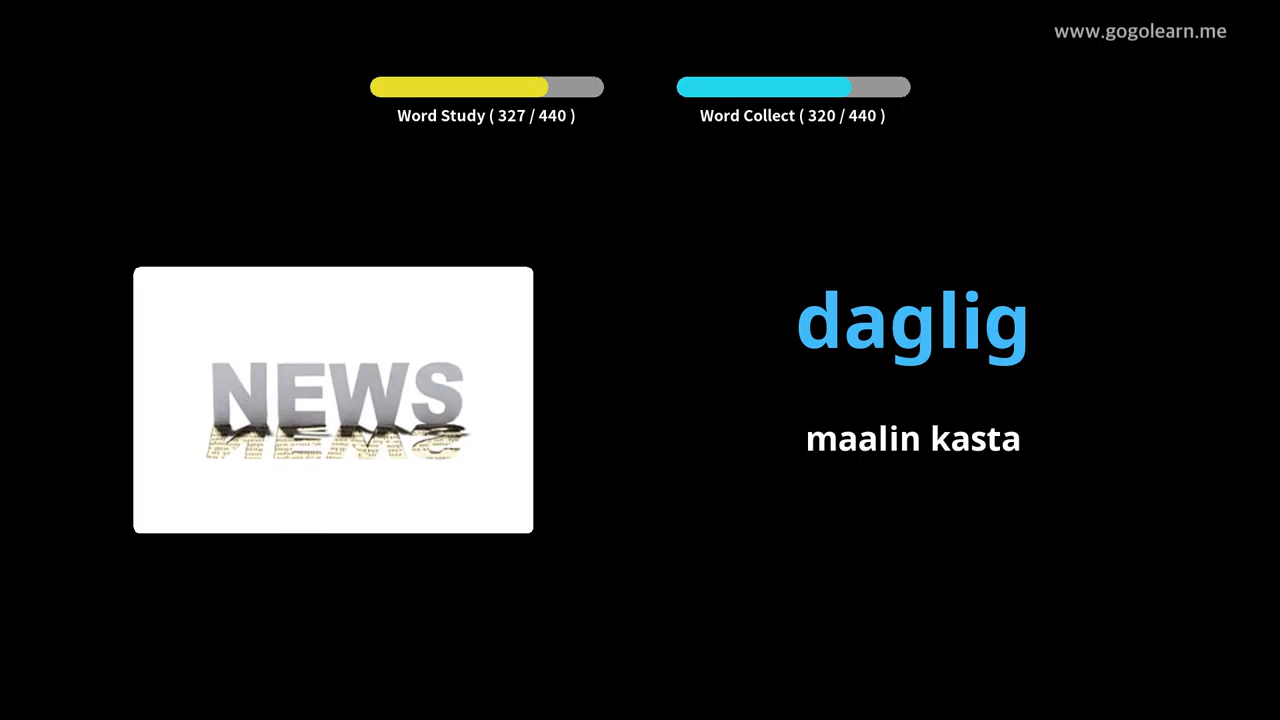 www.gogolearn.me
Word Study ( 327 / 440 )
Word Collect ( 320 / 440 )
NEWS
daglig
maalin kasta